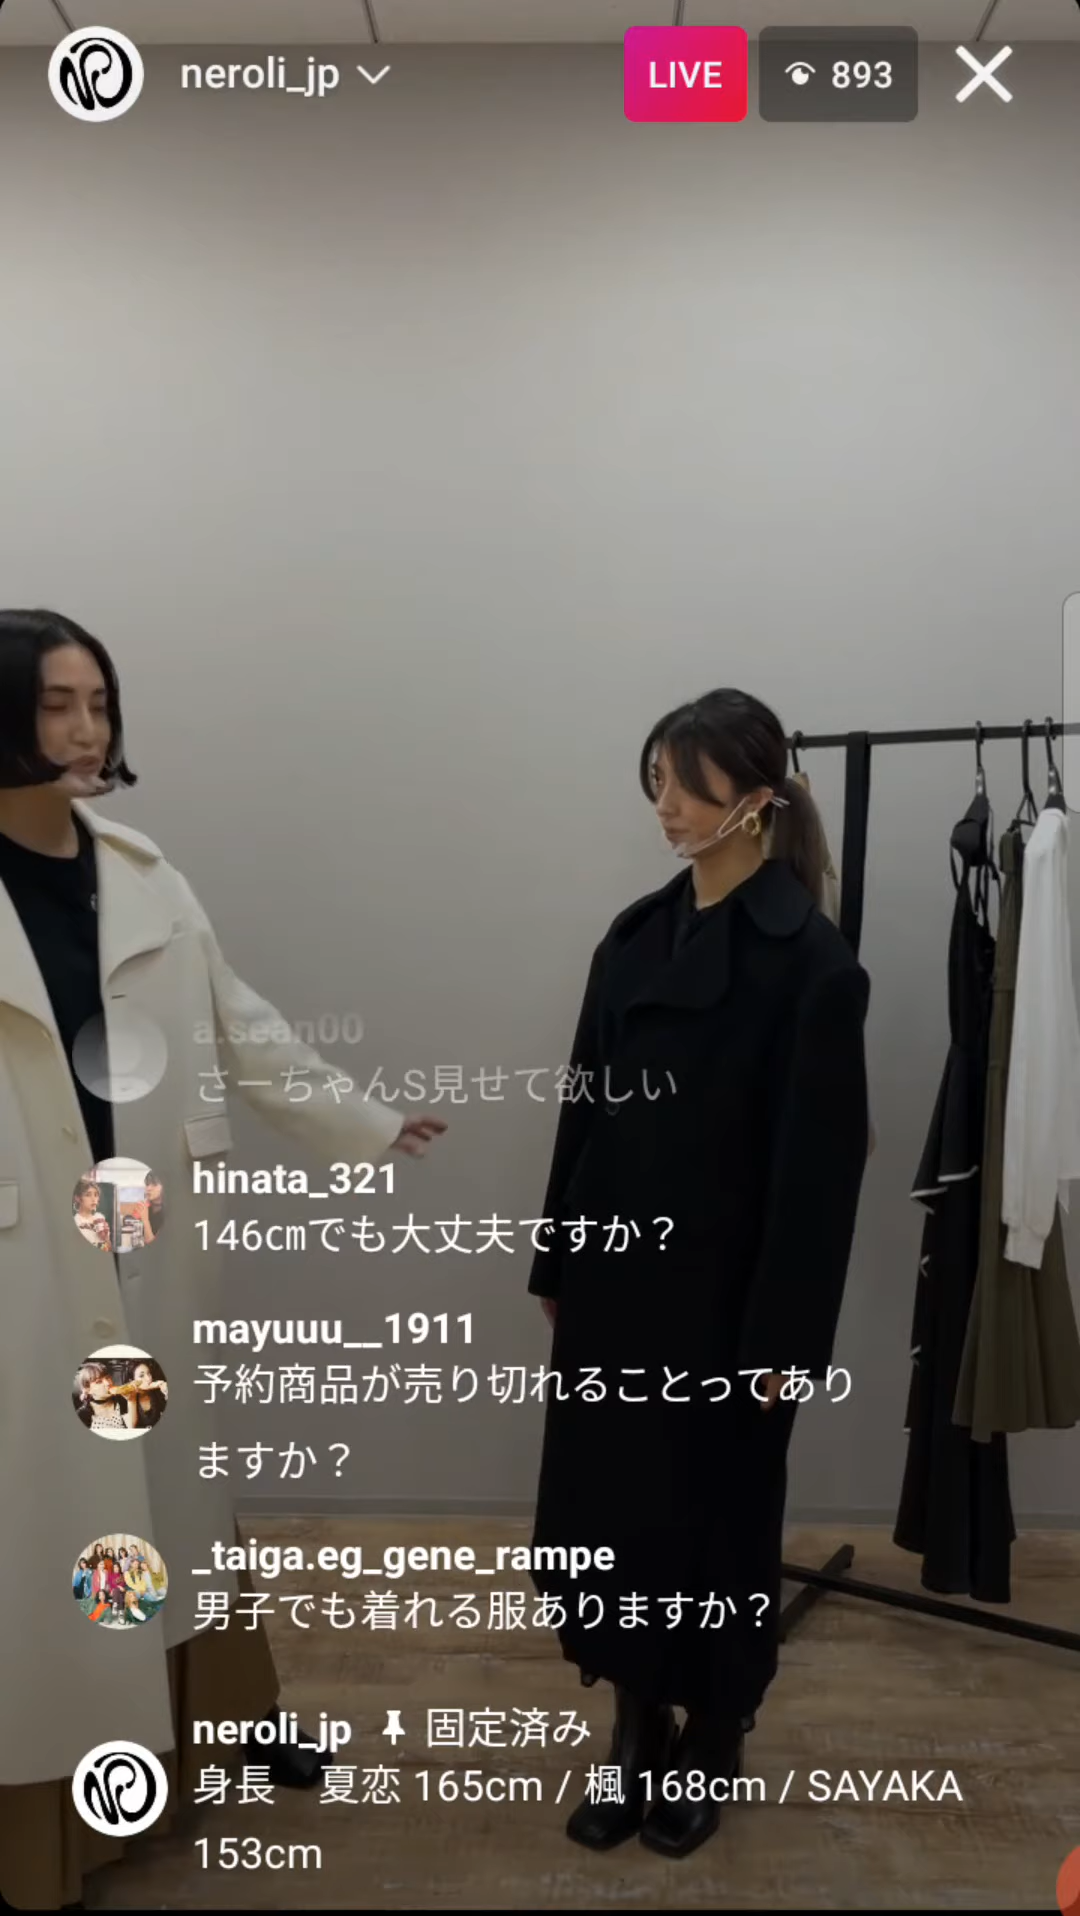 neroli_jp
LIVE
893
a.sean00
さーちゃんS見せて欲しい
hinata_321
146㎝でも大丈夫ですか？
mayuuu__1911
予約商品が売り切れることってあり
ますか？
_taiga.eg_gene_rampe
男子でも着れる服ありますか？
neroli_jp 固定済み
身長　夏恋 165cm / 楓 168cm / SAYAKA
153cm